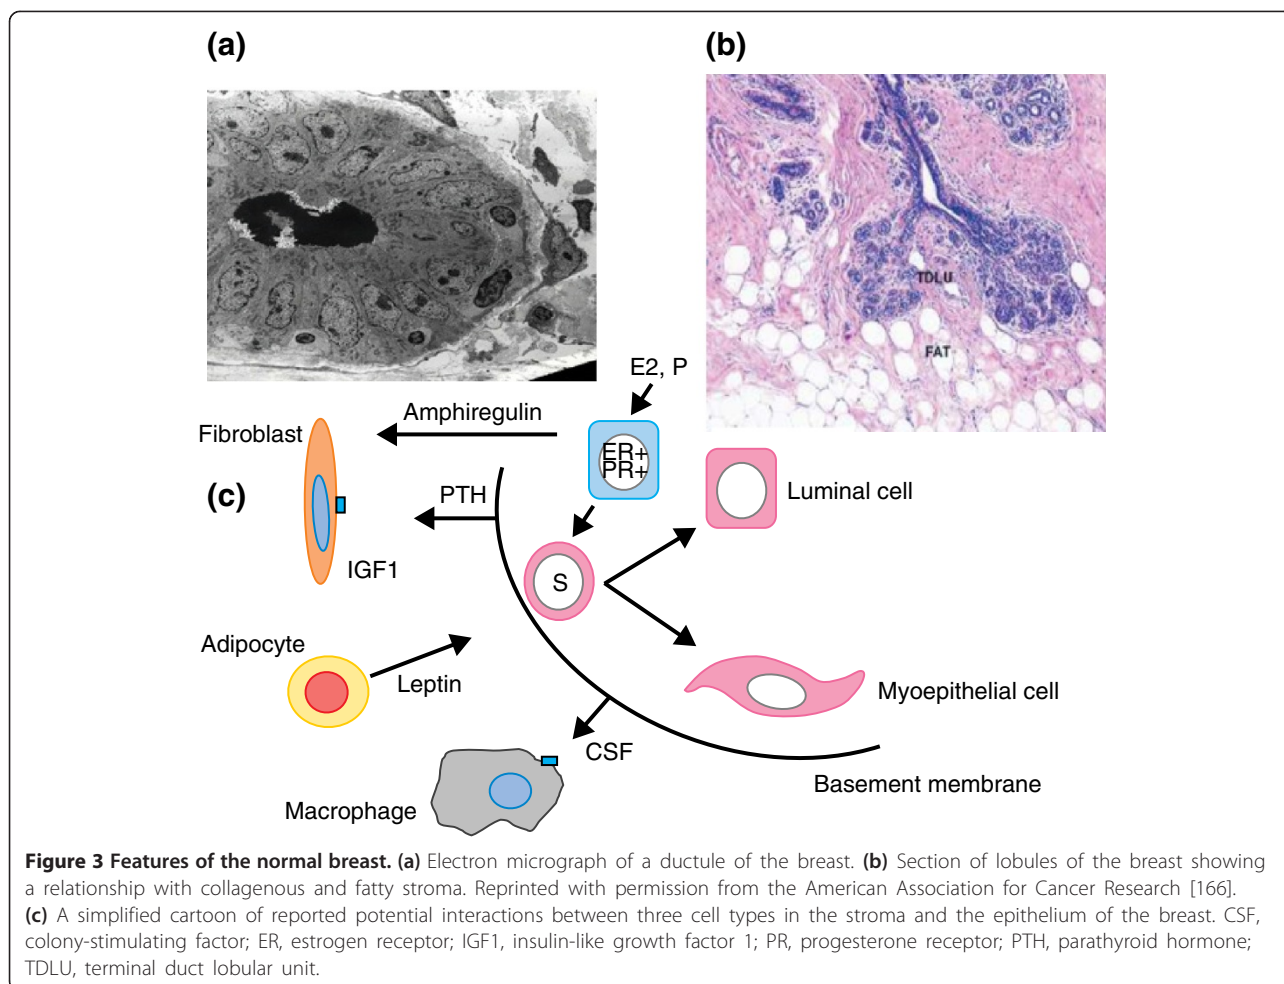 (a)
(b)
TDLU
FAT
E2, P
Amphiregulin
Fibroblast
ER+
PR+
(c)
PTH
Luminal cell
IGF1
S
Adipocyte
Leptin
Myoepithelial cell
CSF
Basement membrane
Macrophage
Figure 3 Features of the normal breast. (a) Electron micrograph of a ductule of the breast. (b) Section of lobules of the breast showing
a relationship with collagenous and fatty stroma. Reprinted with permission from the American Association for Cancer Research [166].
(c) A simplified cartoon of reported potential interactions between three cell types in the stroma and the epithelium of the breast. CSF,
colony-stimulating factor; ER, estrogen receptor; IGF1, insulin-like growth factor 1; PR, progesterone receptor; PTH, parathyroid hormone;
TDLU, terminal duct lobular unit.